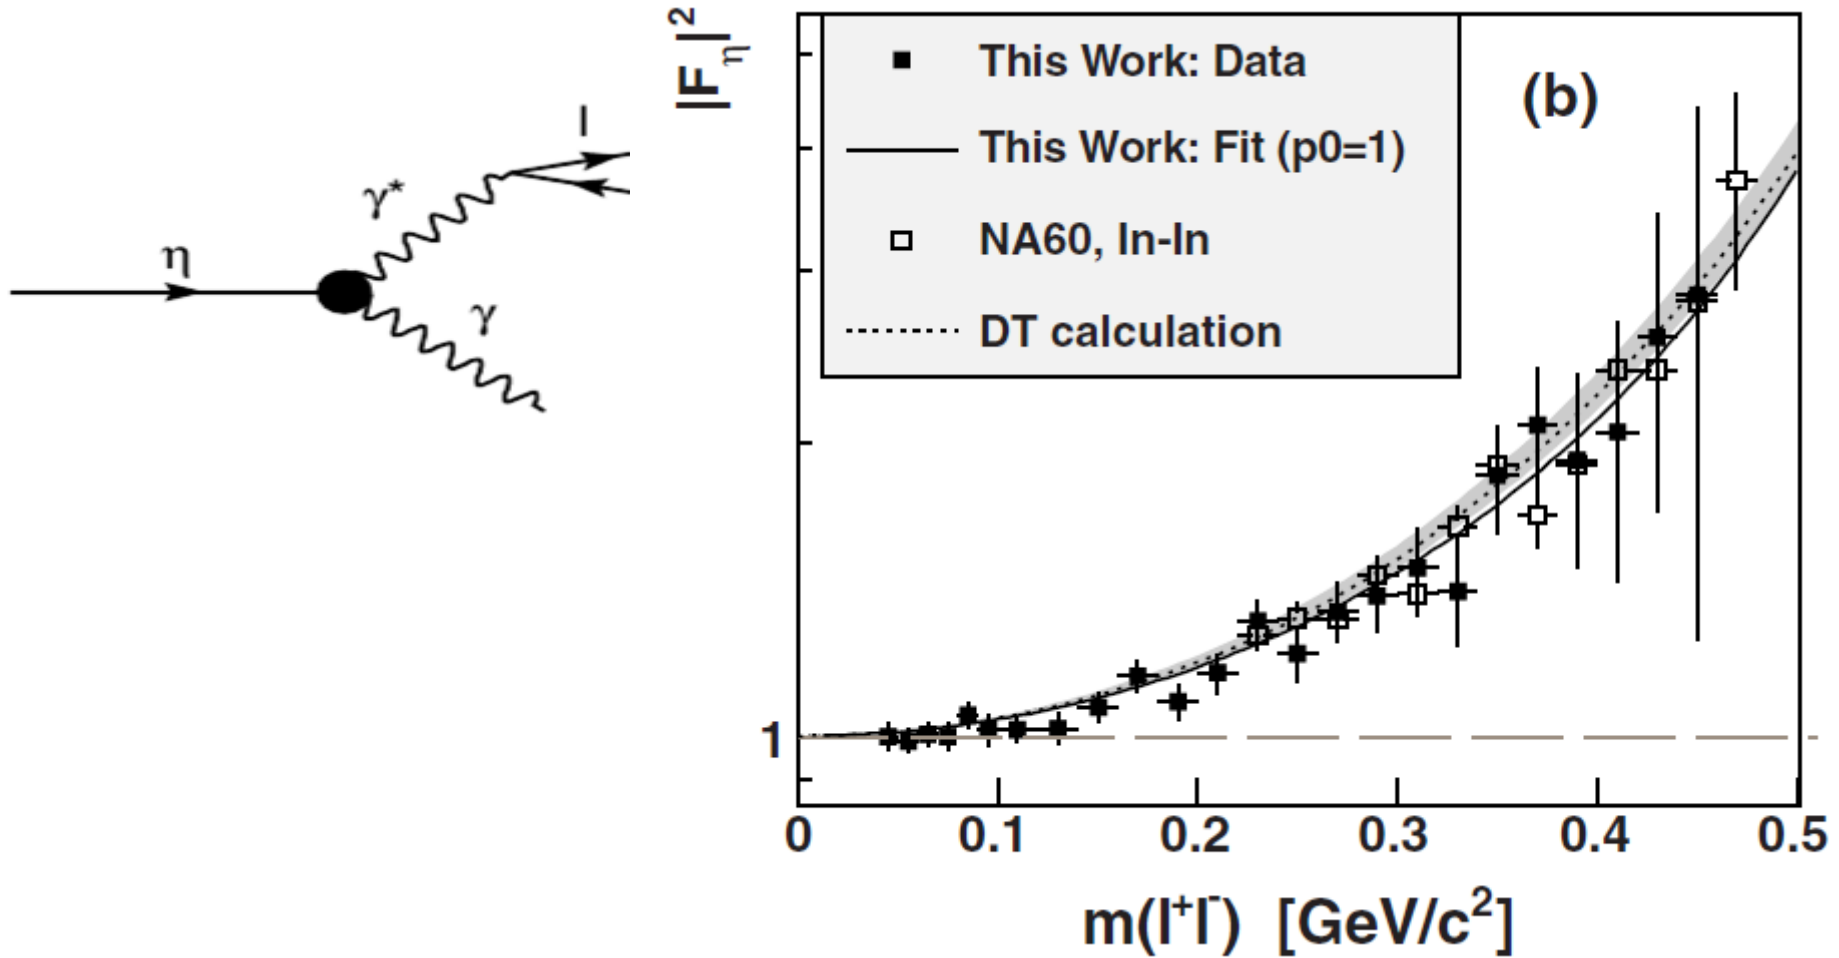 η
γ*
l
γ
|Fη|²
This Work: Data
This Work: Fit (p0=1)
NA60, In-In
DT calculation
(b)
1
0 0.1 0.2 0.3 0.4 0.5
m(l⁺l⁻) [GeV/c²]